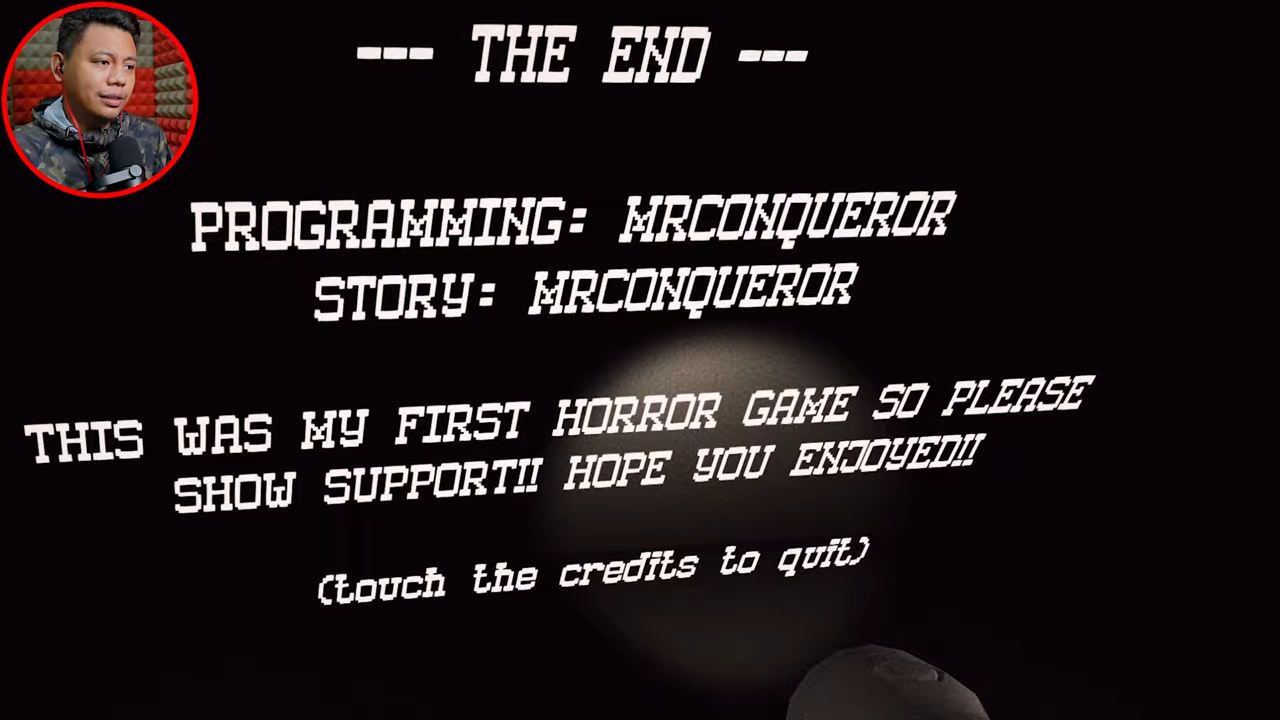 --- THE END ---
PROGRAMMING: MRCONQUEROR
STORY: MRCONQUEROR
THIS WAS MY FIRST HORROR GAME SO PLEASE
SHOW SUPPORT!! HOPE YOU ENJOYED!!
(touch the credits to quit)